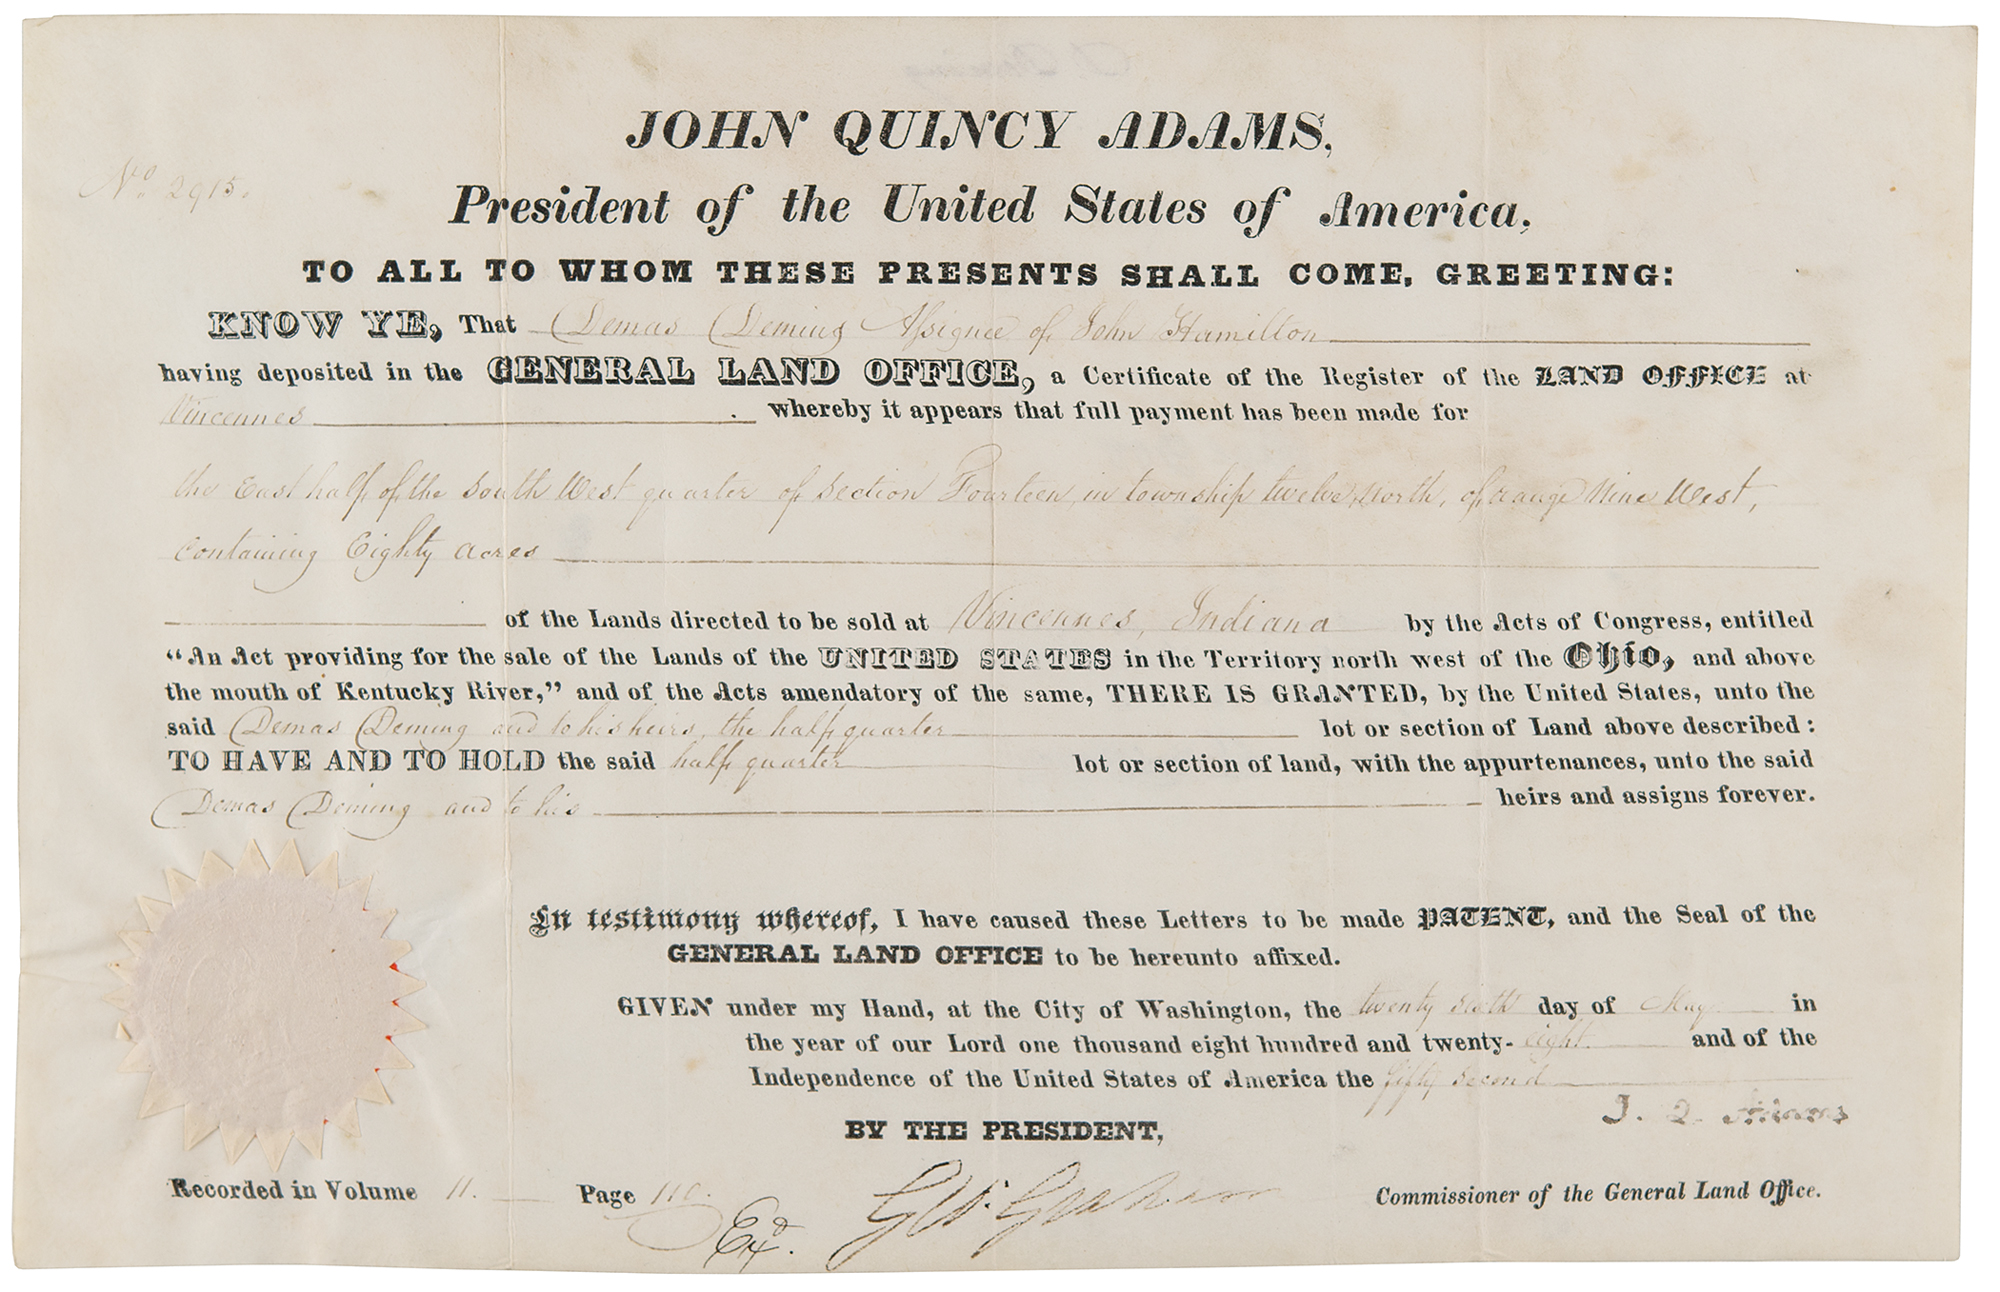 JOHN QUINCY ADAMS,
No. 2915.
President of the United States of America,
TO ALL TO WHOM THESE PRESENTS SHALL COME, GREETING:
KNOW YE, That Demas Deming Assignee of John Hamilton
having deposited in the GENERAL LAND OFFICE, a Certificate of the Register of the LAND OFFICE at
Vincennes whereby it appears that full payment has been made for
the East half of the South West quarter of Section Fourteen, in township twelve North, of range Nine West,
containing Eighty acres
of the Lands directed to be sold at Vincennes, Indiana by the Acts of Congress, entitled
“An Act providing for the sale of the Lands of the UNITED STATES in the Territory north west of the Ohio, and above
the mouth of Kentucky River,” and of the Acts amendatory of the same, THERE IS GRANTED, by the United States, unto the
said Demas Deming and to his heirs, the half quarter lot or section of Land above described:
TO HAVE AND TO HOLD the said half quarter lot or section of land, with the appurtenances, unto the said
Demas Deming and to his heirs and assigns forever.
In testimony whereof, I have caused these Letters to be made PATENT, and the Seal of the
GENERAL LAND OFFICE to be hereunto affixed.
GIVEN under my Hand, at the City of Washington, the twenty sixth day of May in
the year of our Lord one thousand eight hundred and twenty-eight and of the
Independence of the United States of America the fifty second
J. Q. Adams
BY THE PRESIDENT,
Recorded in Volume 11. Page 110. Exd. G W. Graham Commissioner of the General Land Office.